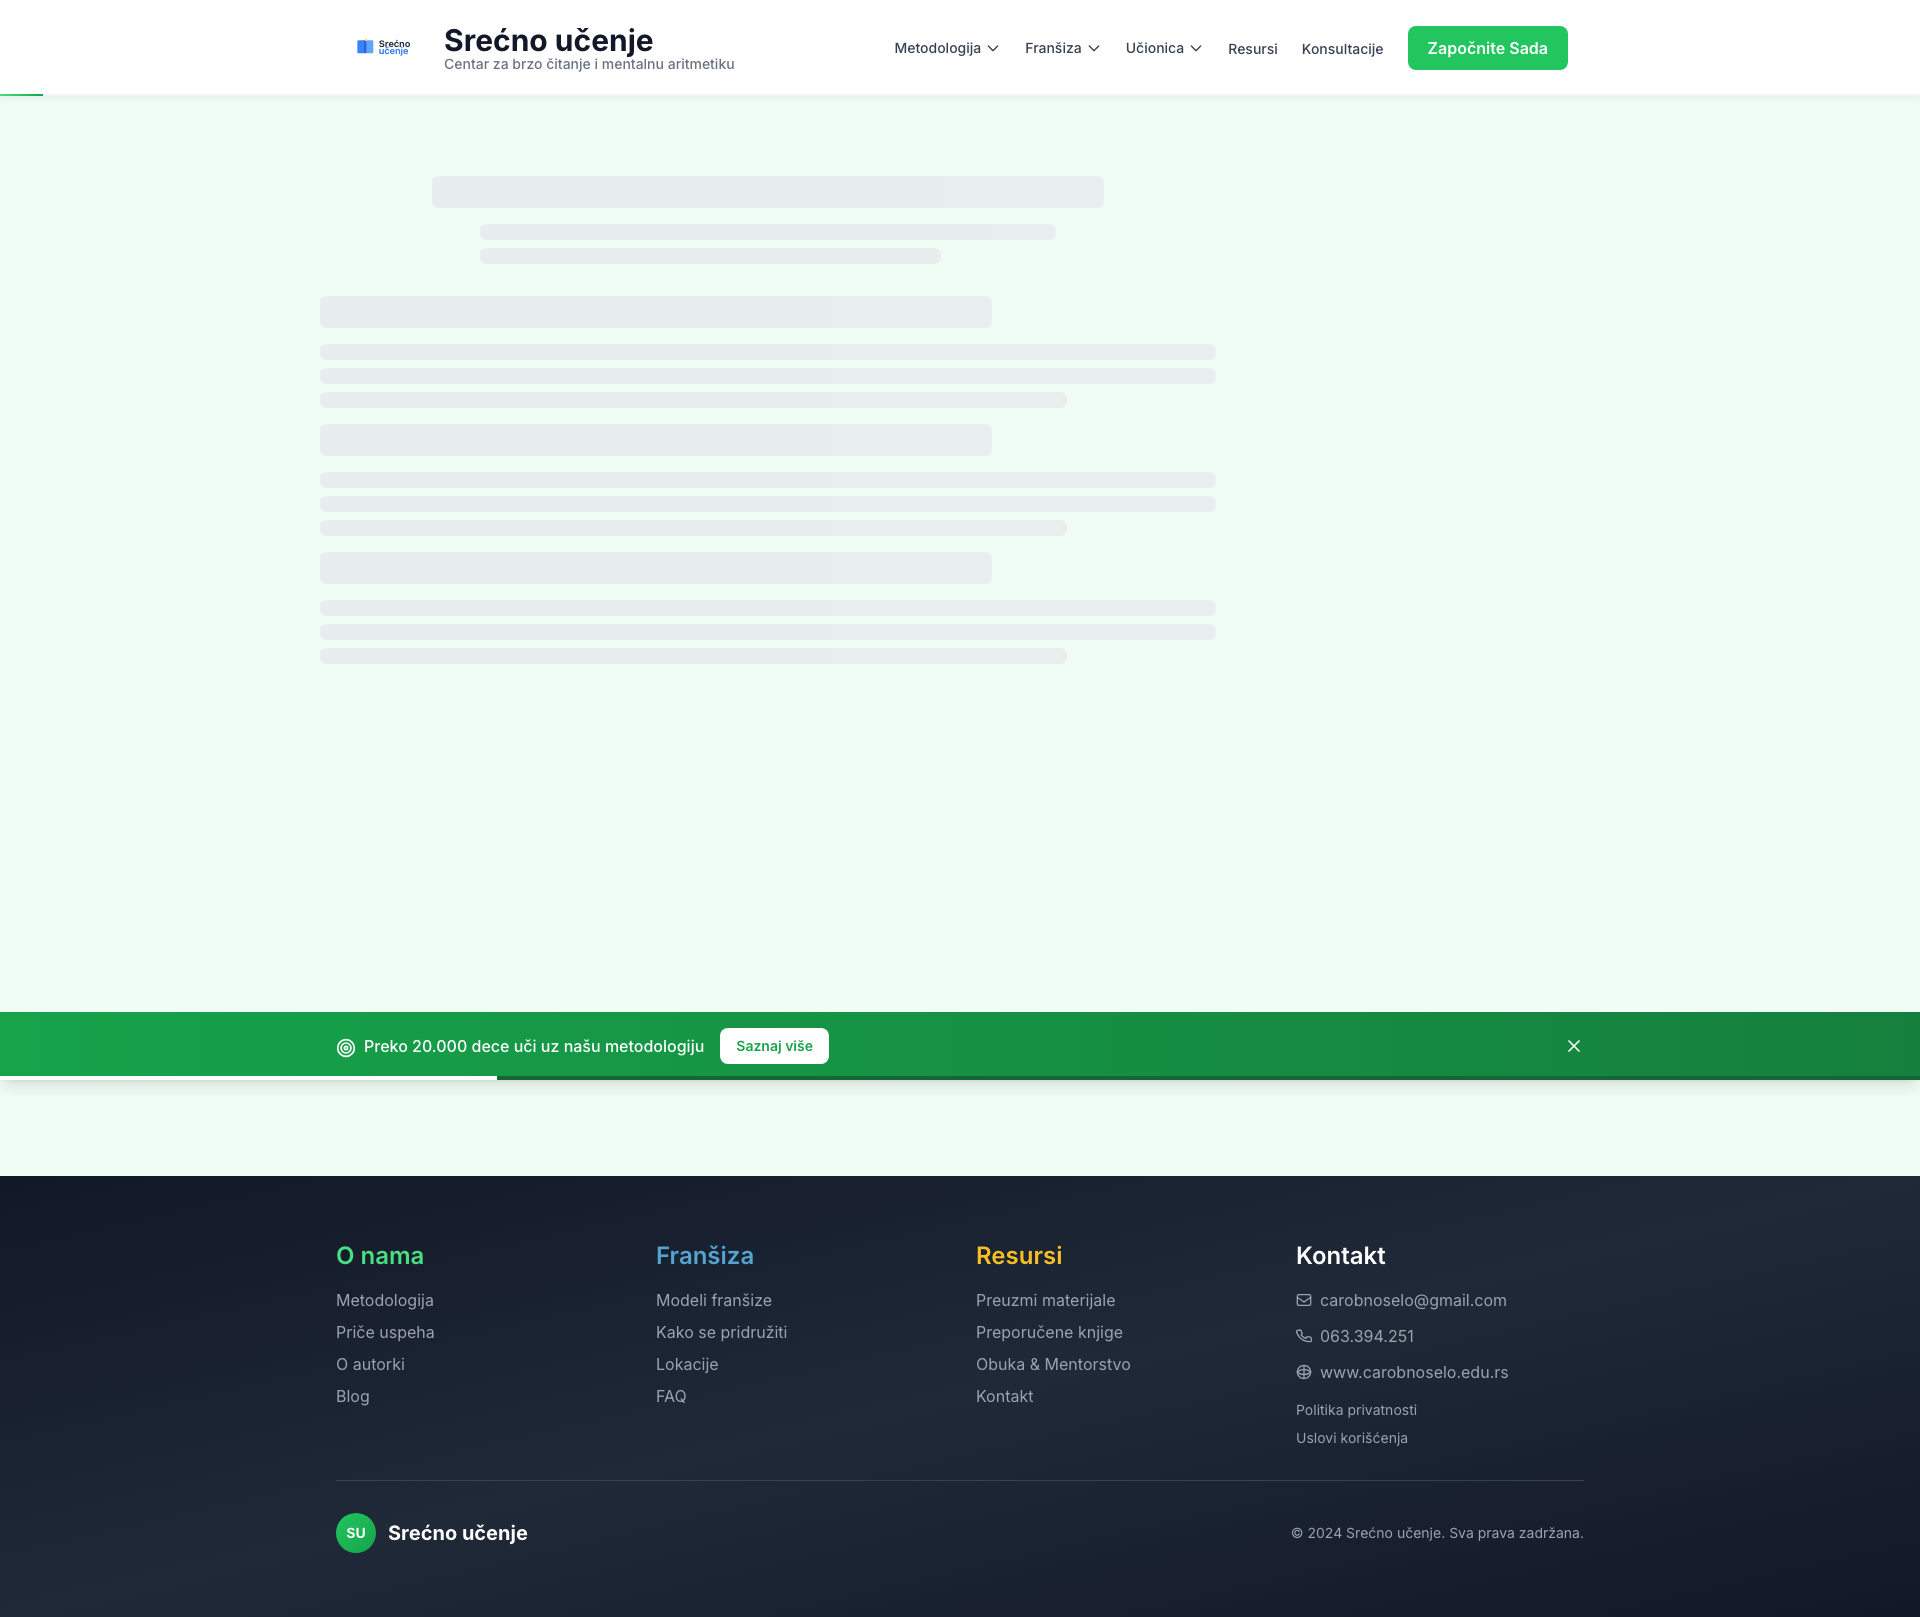 Srećno
učenje
Srećno učenje
Centar za brzo čitanje i mentalnu aritmetiku
Metodologija
Franšiza
Učionica
Resursi
Konsultacije
Započnite Sada
Preko 20.000 dece uči uz našu metodologiju
Saznaj više
O nama
Metodologija
Priče uspeha
O autorki
Blog
Franšiza
Modeli franšize
Kako se pridružiti
Lokacije
FAQ
Resursi
Preuzmi materijale
Preporučene knjige
Obuka & Mentorstvo
Kontakt
Kontakt
carobnoselo@gmail.com
063.394.251
www.carobnoselo.edu.rs
Politika privatnosti
Uslovi korišćenja
SU
Srećno učenje
© 2024 Srećno učenje. Sva prava zadržana.